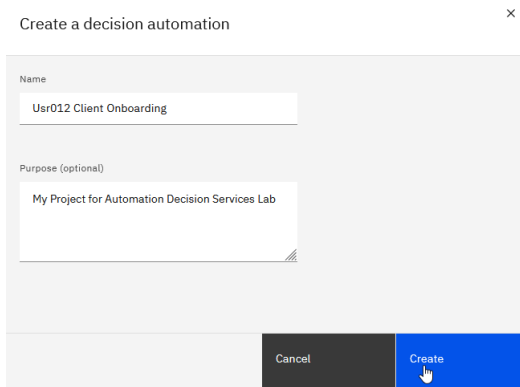 Create a decision automation
Name
Usr012 Client Onboarding
Purpose (optional)
My Project for Automation Decision Services Lab
Cancel
Create